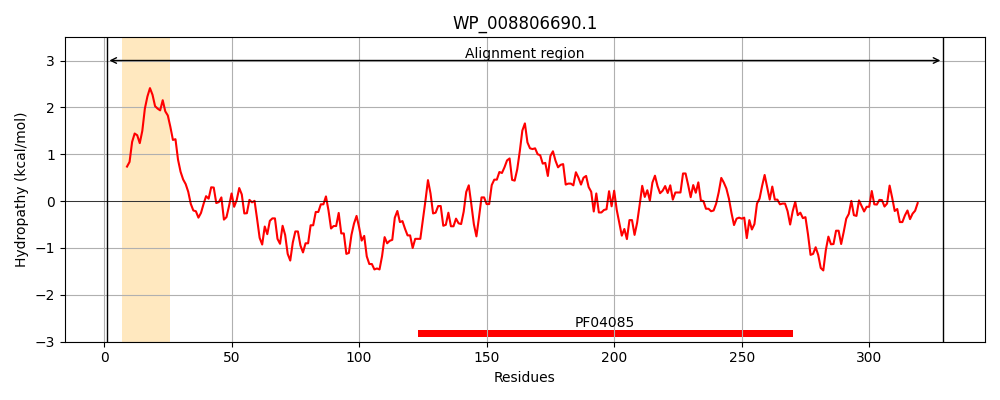 WP_008806690.1
Alignment region
3
2
1
0
−1
−2
−3
Hydropathy (kcal/mol)
PF04085
0
50
100
150
200
250
300
Residues